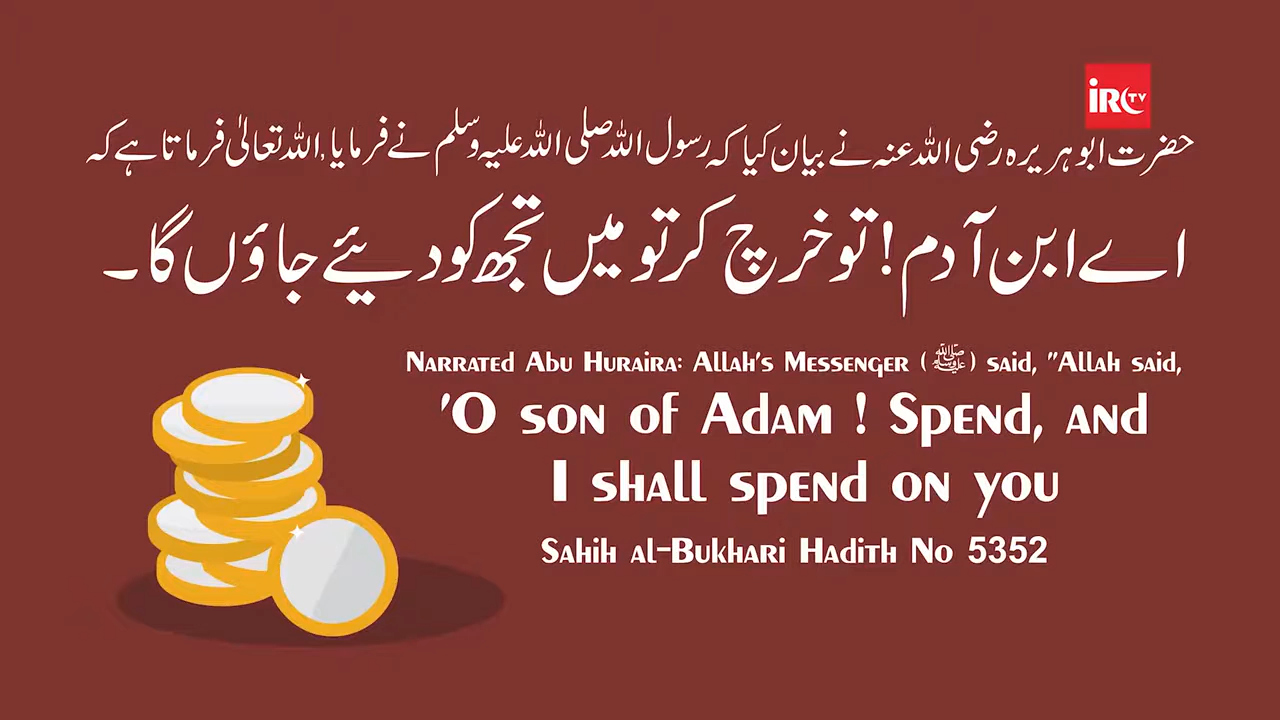 iRC TV
حضرت ابو ہریرہ رضی اللہ عنہ نے بیان کیا کہ رسول اللہ صلی اللہ علیہ وسلم نے فرمایا، اللہ تعالیٰ فرماتا ہے کہ
اے ابن آدم! تو خرچ کر تو میں تجھ کو دیئے جاؤں گا۔
Narrated Abu Huraira: Allah's Messenger (ﷺ) said, "Allah said,
'O son of Adam ! Spend, and
I shall spend on you
Sahih al-Bukhari Hadith No 5352